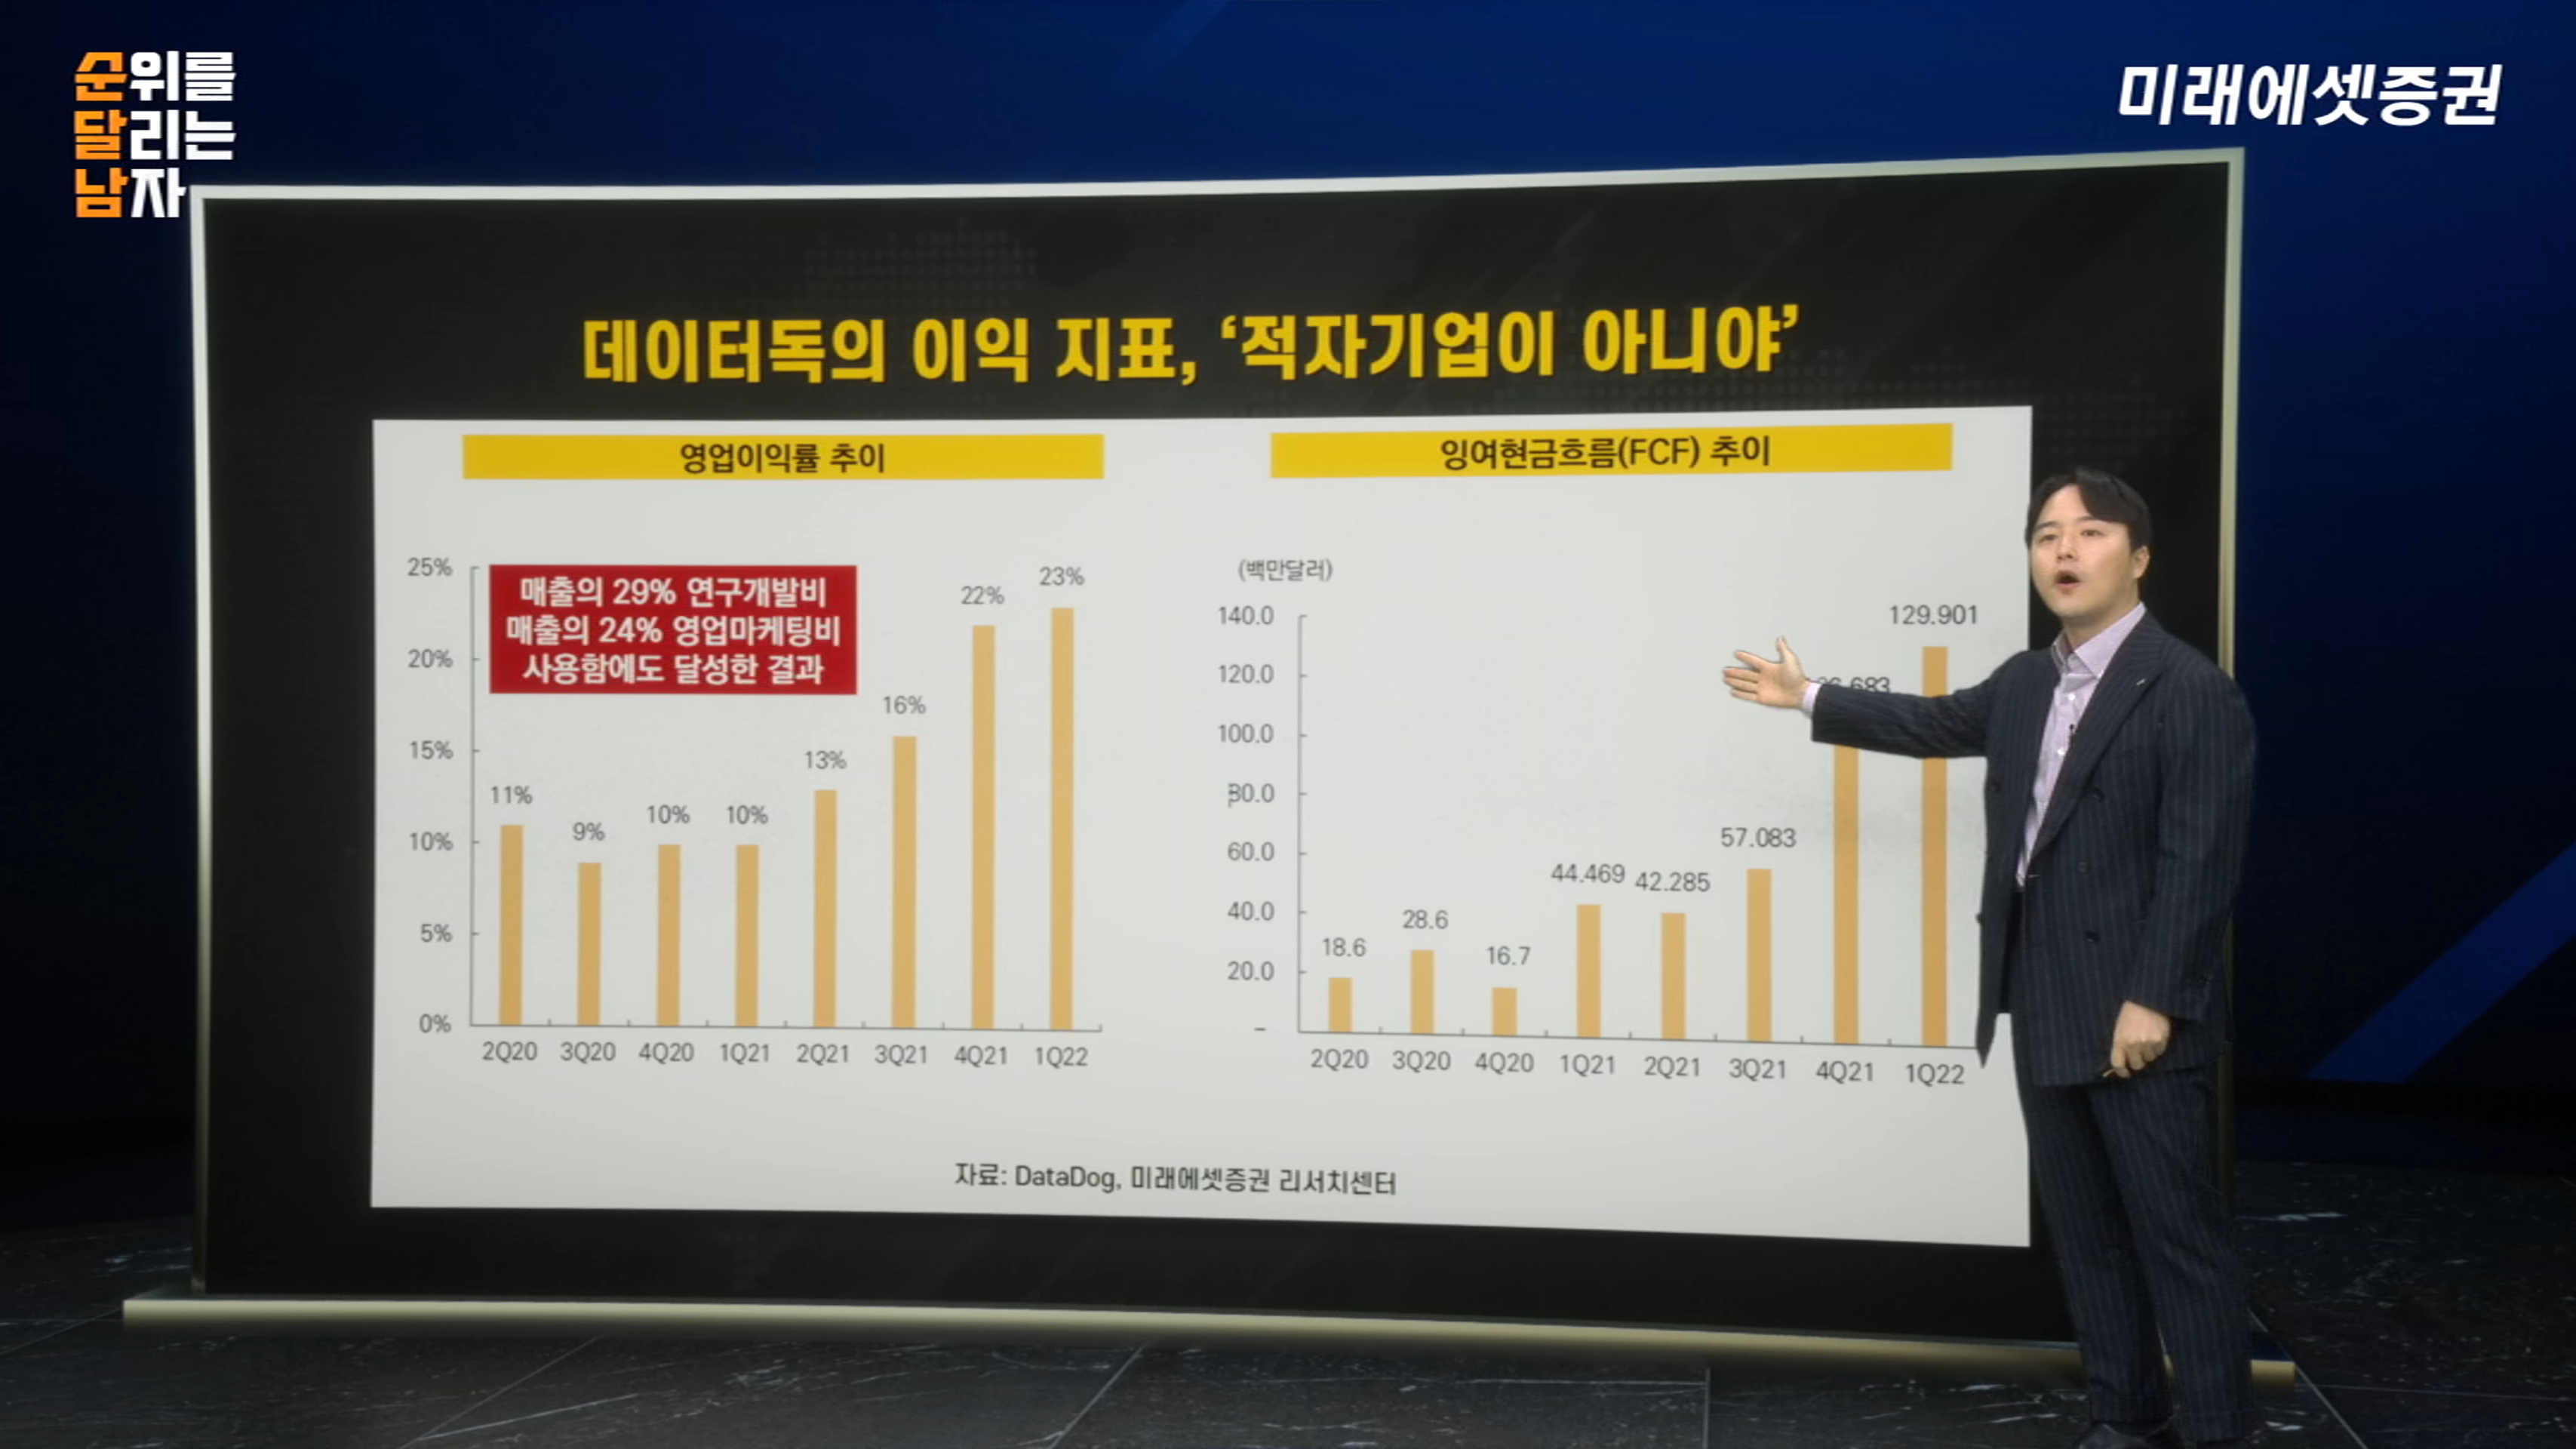 순위를
달리는
남자
미래에셋증권
데이터독의 이익 지표, ‘적자기업이 아니야’
영업이익률 추이
매출의 29% 연구개발비
매출의 24% 영업마케팅비
사용함에도 달성한 결과
25%
20%
15%
10%
5%
0%
11%
9%
10%
10%
13%
16%
22%
23%
2Q20 3Q20 4Q20 1Q21 2Q21 3Q21 4Q21 1Q22
잉여현금흐름(FCF) 추이
(백만달러)
140.0
120.0
100.0
80.0
60.0
40.0
20.0
-
18.6
28.6
16.7
44.469
42.285
57.083
129.901
2Q20 3Q20 4Q20 1Q21 2Q21 3Q21 4Q21 1Q22
자료: DataDog, 미래에셋증권 리서치센터